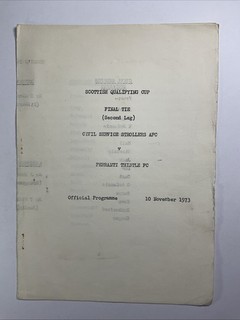 SCOTTISH QUALIFYING CUP
FINAL TIE
(Second Leg)
CIVIL SERVICE STROLLERS AFC
v
FERRANTI THISTLE FC
Official Programme 10 November 1973